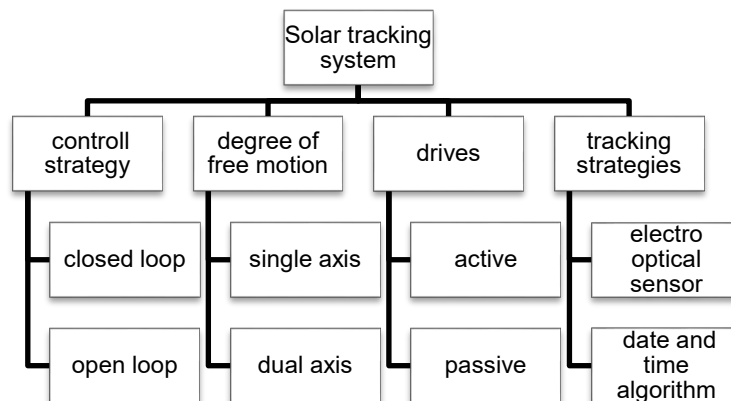 Solar tracking
system
controll
strategy
degree of
free motion
drives
tracking
strategies
closed loop
single axis
active
electro
optical
sensor
open loop
dual axis
passive
date and
time
algorithm